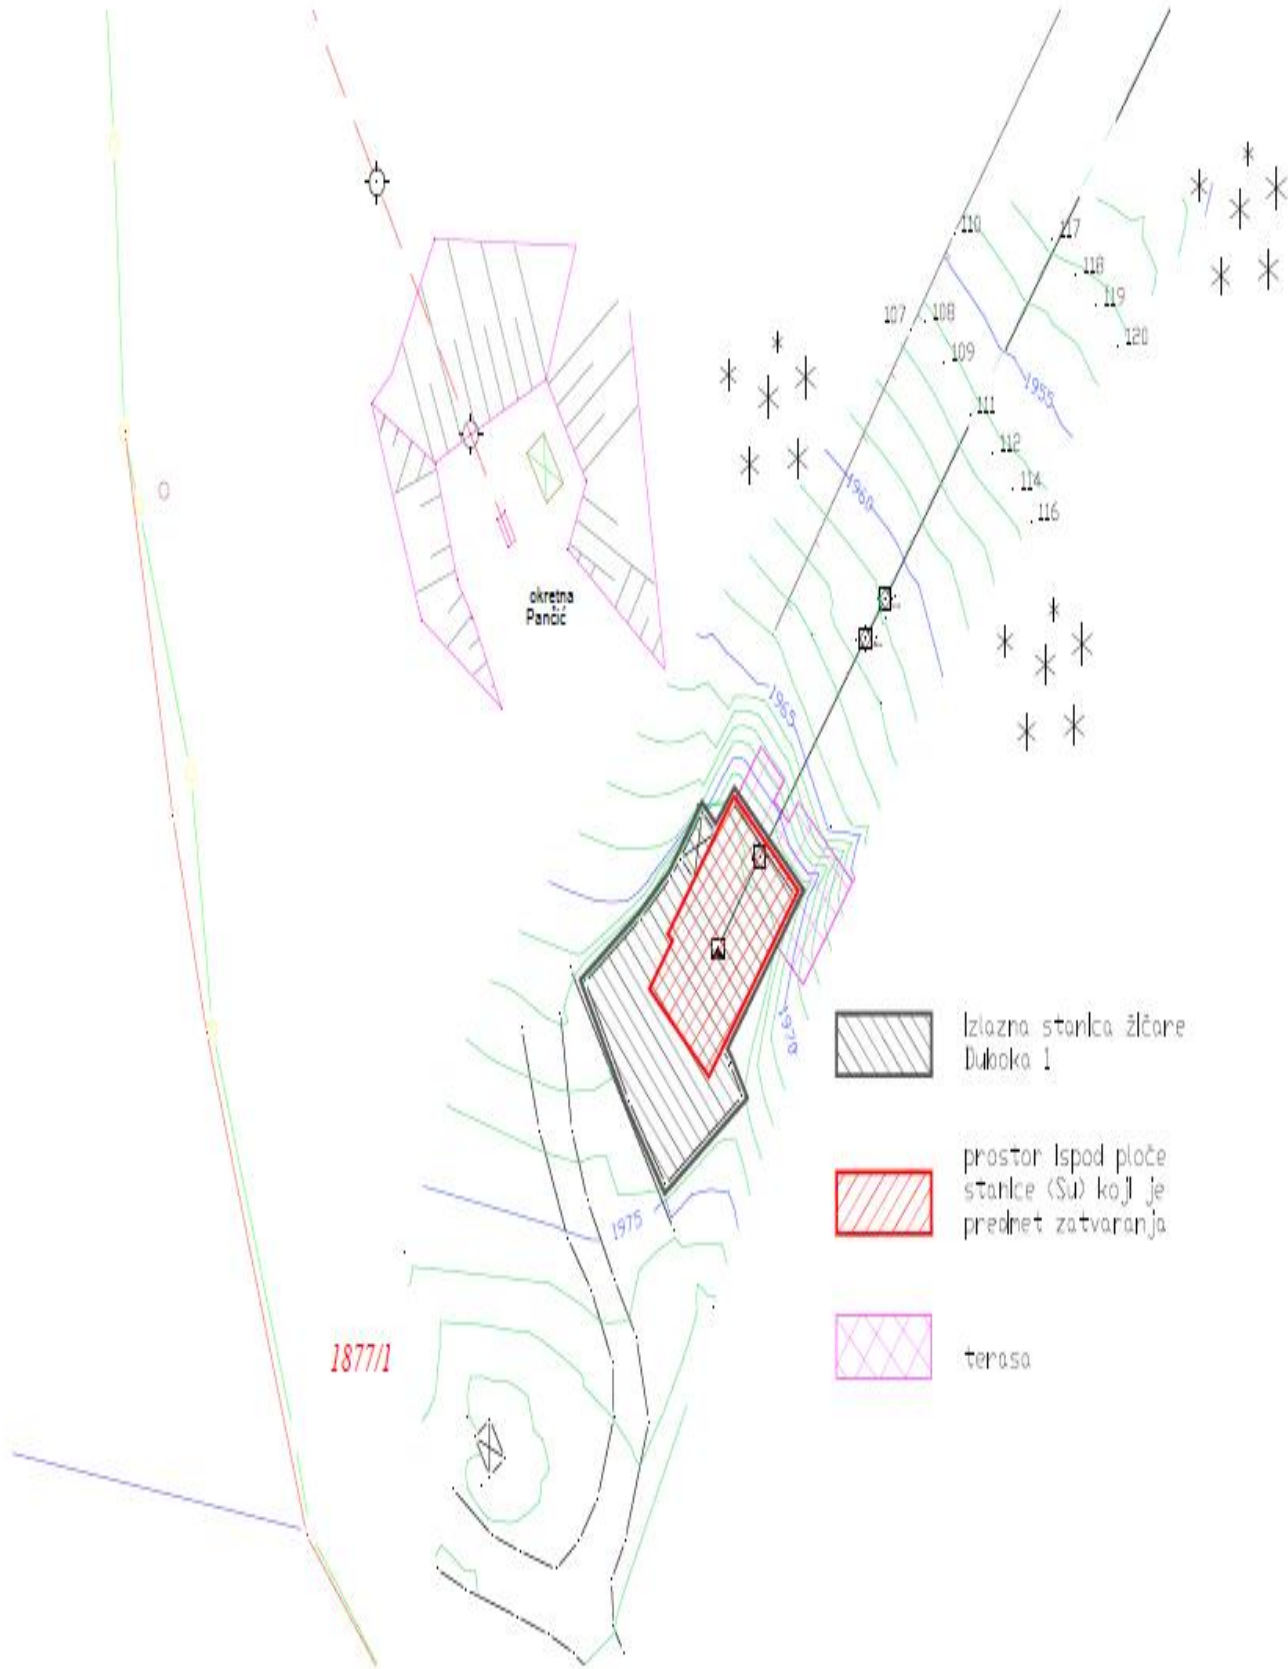 110
117
118
119
107
108
120
109
1955
111
112
1960
114
116
okretna
Pančić
1965
1970
Izlazna stanica žičare
Duboka 1
prostor ispod ploče
stanice (Su) koji je
predmet zatvaranja
1975
1877/1
terasa